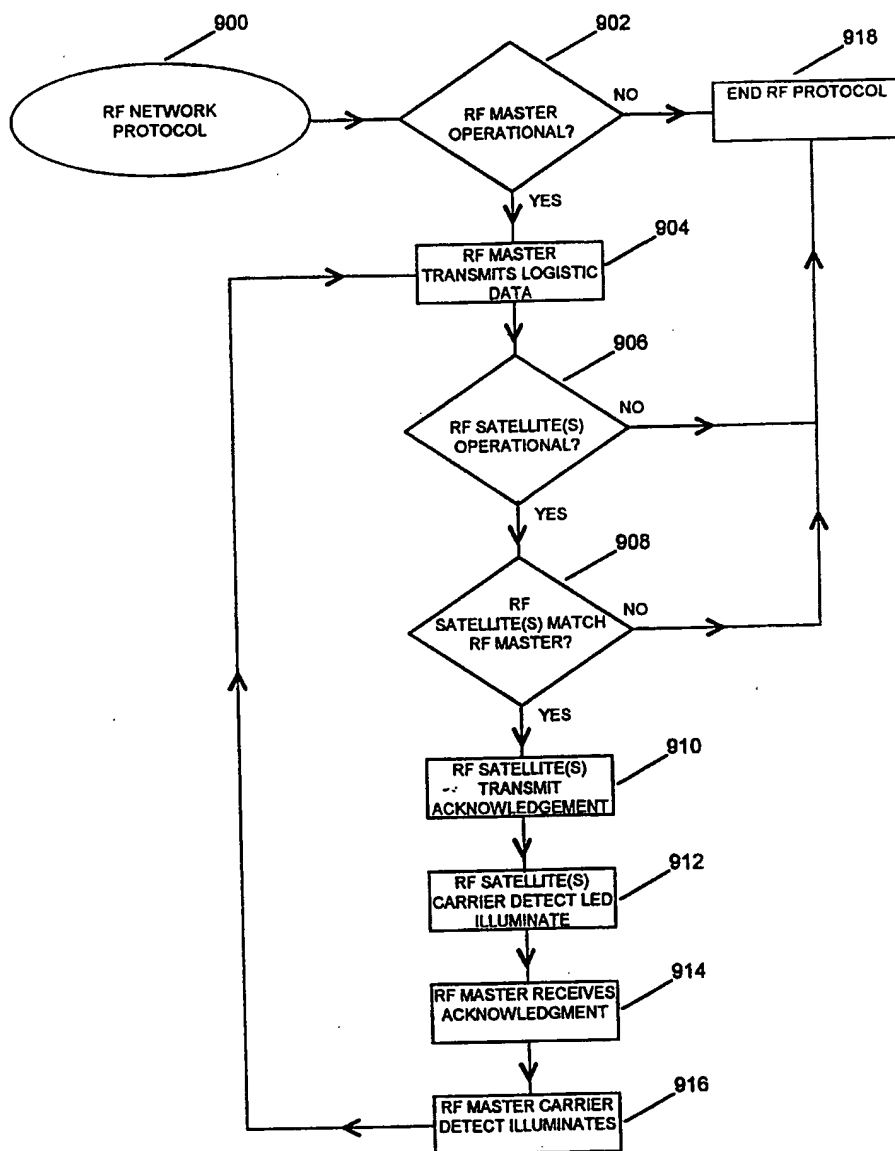 900
902
918
RF NETWORK
PROTOCOL
RF MASTER
OPERATIONAL?
NO
END RF PROTOCOL
YES
904
RF MASTER
TRANSMITS LOGISTIC
DATA
906
RF SATELLITE(S)
OPERATIONAL?
NO
YES
908
RF
SATELLITE(S) MATCH
RF MASTER?
NO
YES
910
RF SATELLITE(S)
TRANSMIT
ACKNOWLEDGEMENT
912
RF SATELLITE(S)
CARRIER DETECT LED
ILLUMINATE
914
RF MASTER RECEIVES
ACKNOWLEDGMENT
916
RF MASTER CARRIER
DETECT ILLUMINATES